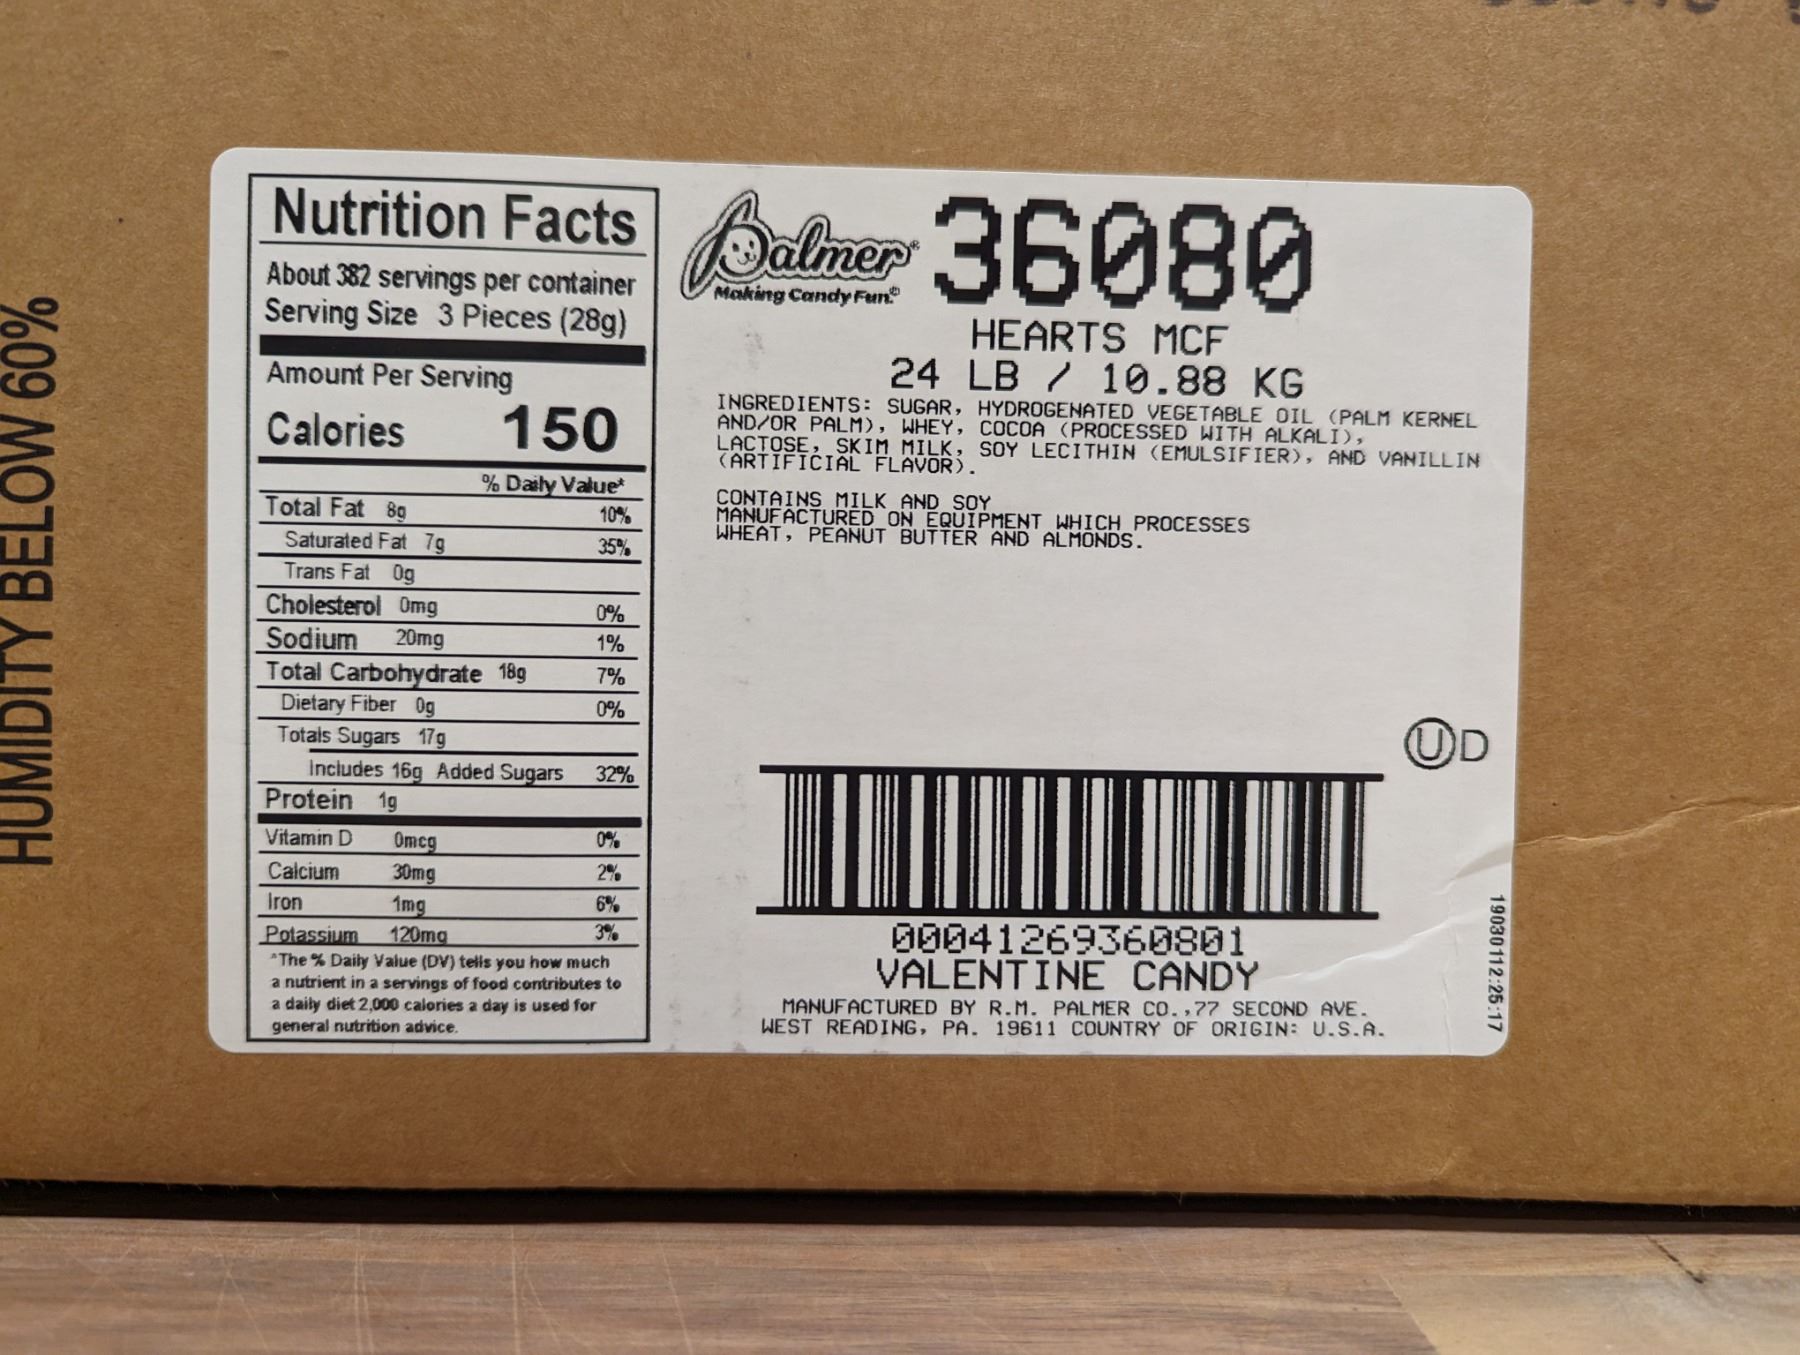 HUMIDITY BELOW 60%
Nutrition Facts
About 382 servings per container
Serving Size 3 Pieces (28g)
Amount Per Serving
Calories 150
% Daily Value*
Total Fat 8g 10%
Saturated Fat 7g 35%
Trans Fat 0g
Cholesterol 0mg 0%
Sodium 20mg 1%
Total Carbohydrate 18g 7%
Dietary Fiber 0g 0%
Totals Sugars 17g
Includes 16g Added Sugars 32%
Protein 1g
Vitamin D 0mcg 0%
Calcium 30mg 2%
Iron 1mg 6%
Potassium 120mg 3%
*The % Daily Value (DV) tells you how much
a nutrient in a servings of food contributes to
a daily diet 2,000 calories a day is used for
general nutrition advice.
Palmer®
Making Candy Fun.®
36080
HEARTS MCF
24 LB / 10.88 KG
INGREDIENTS: SUGAR, HYDROGENATED VEGETABLE OIL (PALM KERNEL
AND/OR PALM), WHEY, COCOA (PROCESSED WITH ALKALI),
LACTOSE, SKIM MILK, SOY LECITHIN (EMULSIFIER), AND VANILLIN
(ARTIFICIAL FLAVOR).
CONTAINS MILK AND SOY
MANUFACTURED ON EQUIPMENT WHICH PROCESSES
WHEAT, PEANUT BUTTER AND ALMONDS.
UD
00041269360801
VALENTINE CANDY
MANUFACTURED BY R.M. PALMER CO.,77 SECOND AVE.
WEST READING, PA. 19611 COUNTRY OF ORIGIN: U.S.A.
19030112:25:17